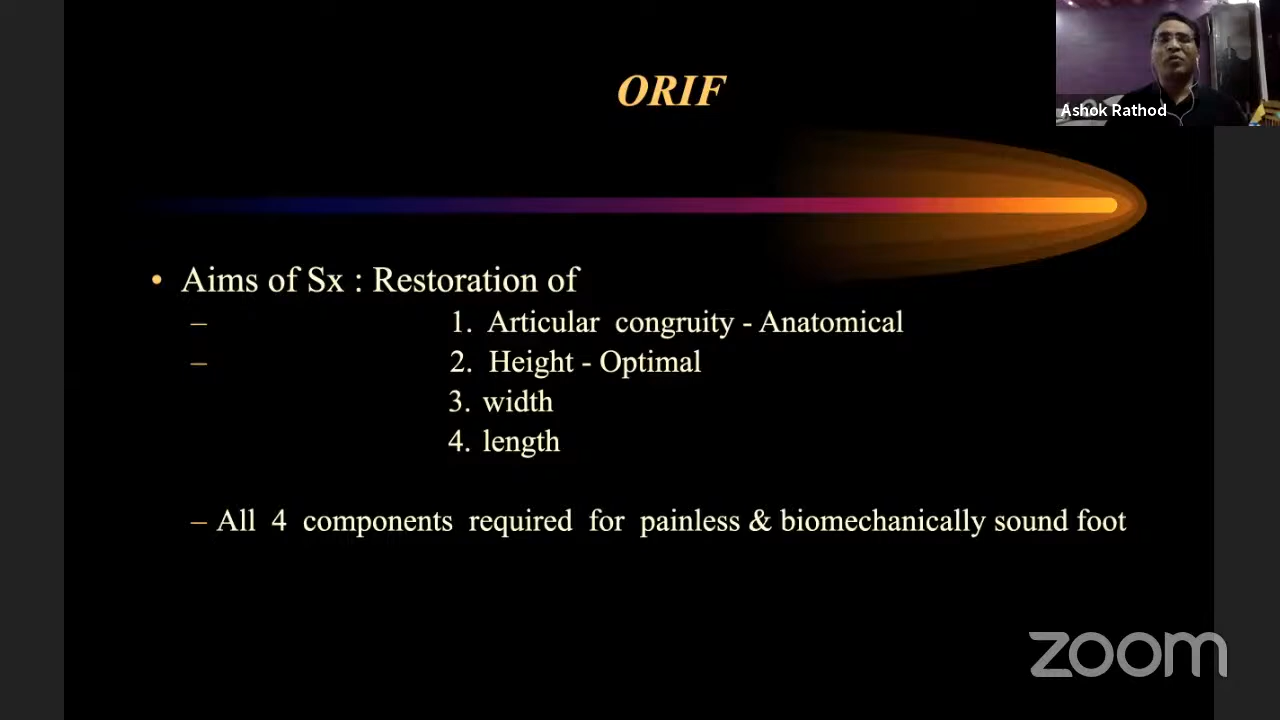 ORIF
Ashok Rathod
• Aims of Sx : Restoration of
– 1. Articular congruity - Anatomical
– 2. Height - Optimal
3. width
4. length
– All 4 components required for painless & biomechanically sound foot
zoom